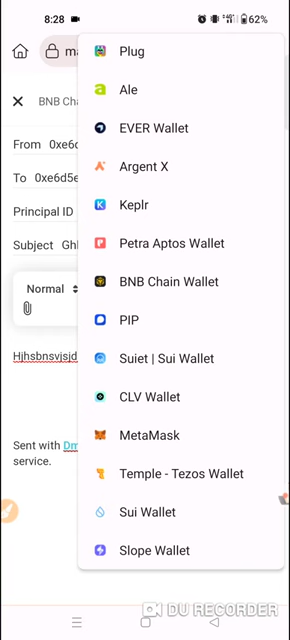 8:28
62%
ma
Plug
BNB Cha
Ale
From 0xe6d
EVER Wallet
Argent X
To 0xe6d5e
Keplr
Principal ID
Petra Aptos Wallet
Subject Ghl
BNB Chain Wallet
Normal
PIP
Hjhsbnsvjsjd
Suiet | Sui Wallet
CLV Wallet
MetaMask
Sent with Dm
service.
Temple - Tezos Wallet
Sui Wallet
Slope Wallet
DU RECORDER